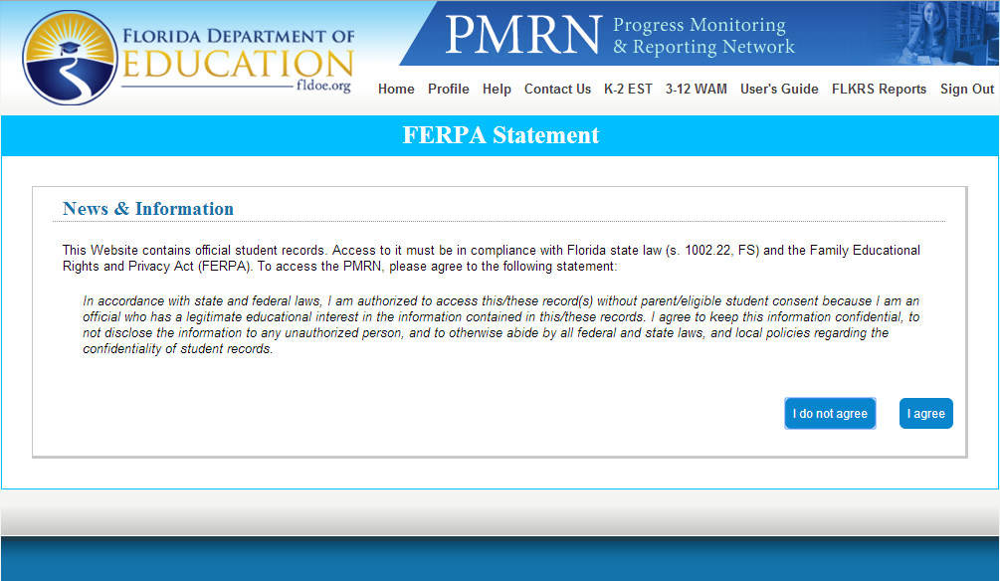 FLORIDA DEPARTMENT OF
EDUCATION
fldoe.org
PMRN Progress Monitoring
& Reporting Network
Home Profile Help Contact Us K-2 EST 3-12 WAM User's Guide FLKRS Reports Sign Out
FERPA Statement
News & Information
This Website contains official student records. Access to it must be in compliance with Florida state law (s. 1002.22, FS) and the Family Educational
Rights and Privacy Act (FERPA). To access the PMRN, please agree to the following statement:
In accordance with state and federal laws, I am authorized to access this/these record(s) without parent/eligible student consent because I am an
official who has a legitimate educational interest in the information contained in this/these records. I agree to keep this information confidential, to
not disclose the information to any unauthorized person, and to otherwise abide by all federal and state laws, and local policies regarding the
confidentiality of student records.
I do not agree I agree